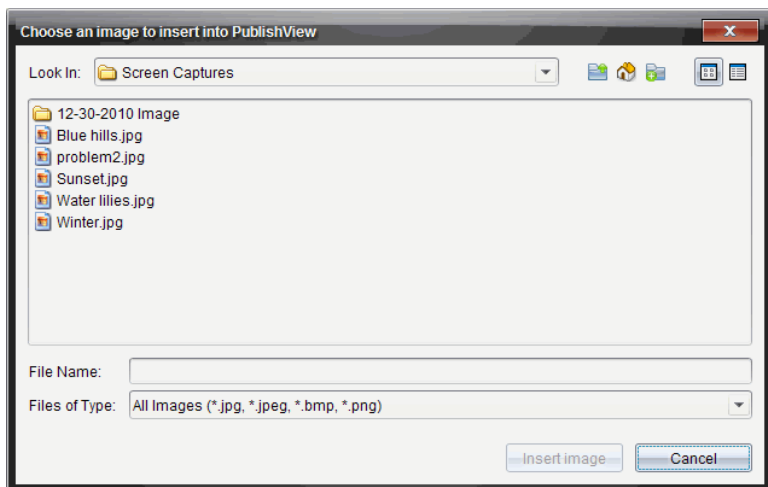 Choose an image to insert into PublishView
Look In: Screen Captures
12-30-2010 Image
Blue hills.jpg
problem2.jpg
Sunset.jpg
Water lilies.jpg
Winter.jpg
File Name:
Files of Type: All Images (*.jpg, *.jpeg, *.bmp, *.png)
Insert image Cancel